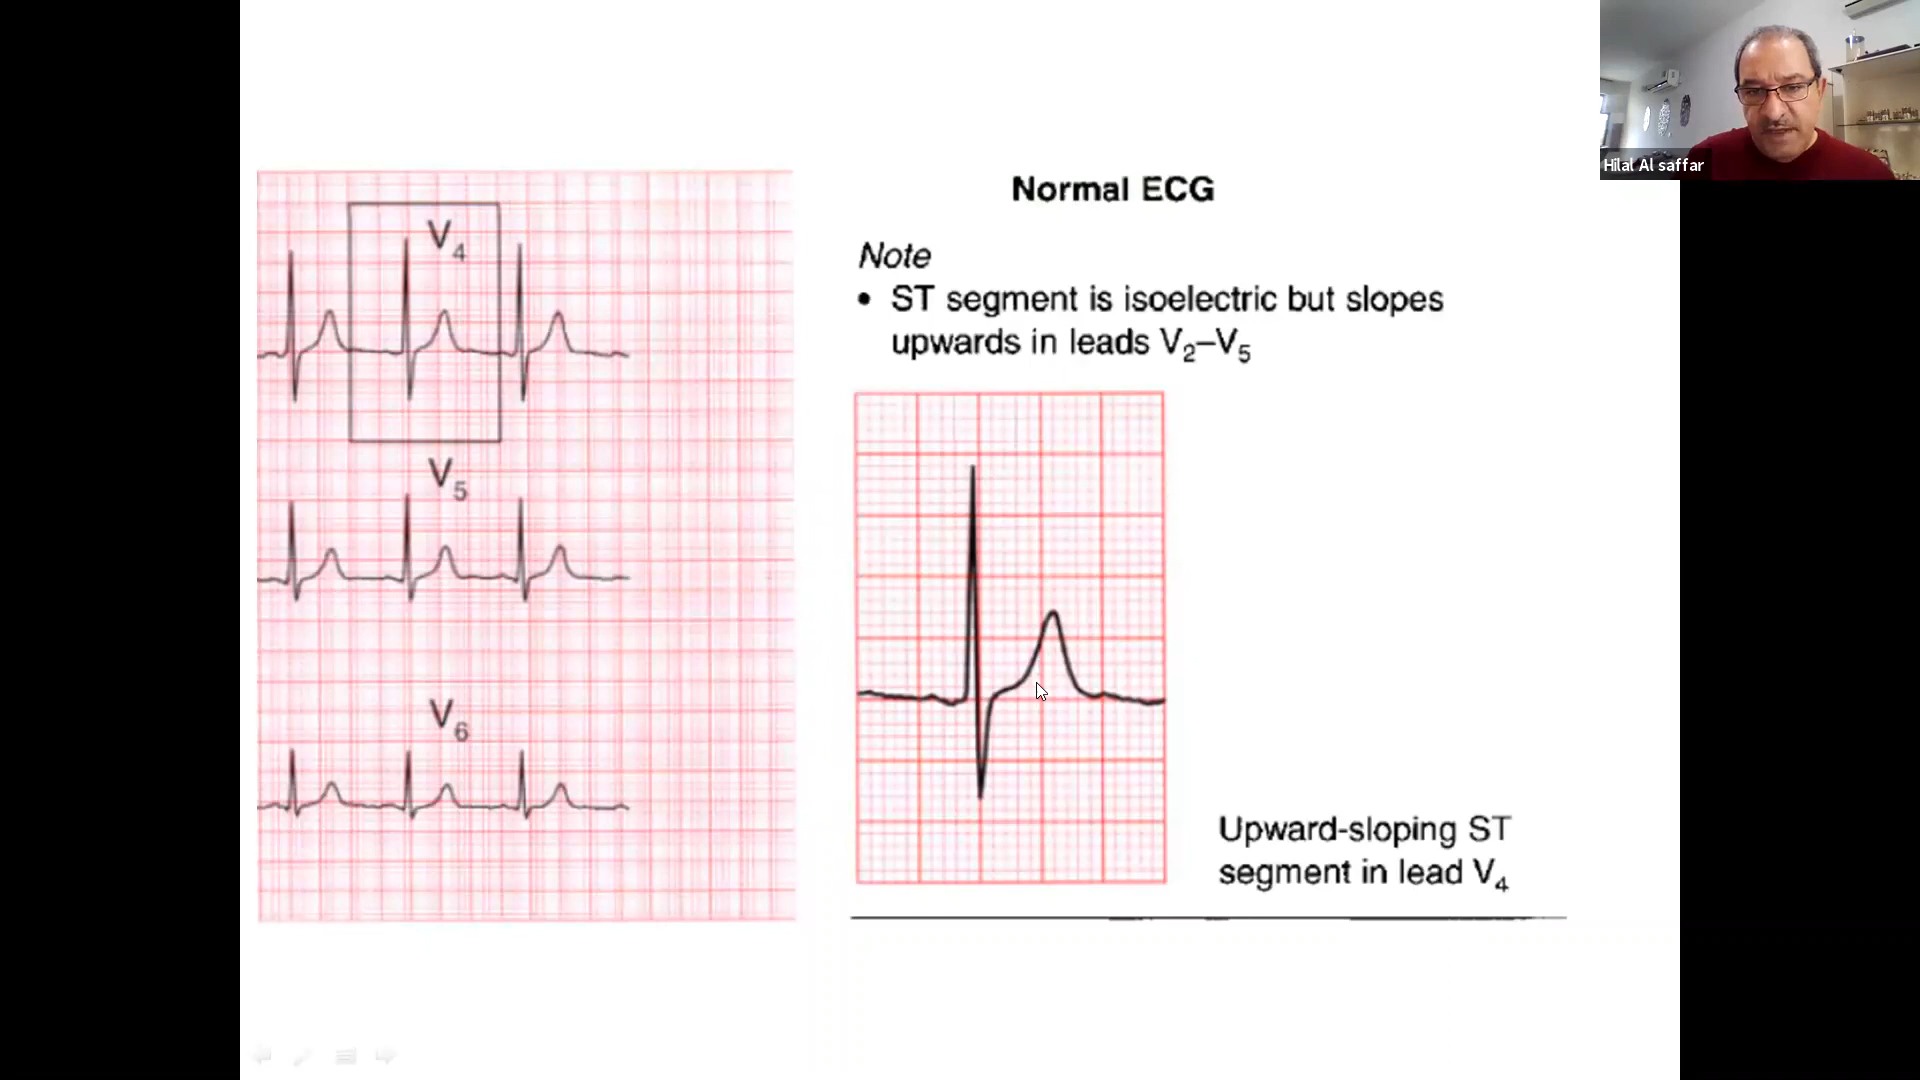 Hilal Al saffar
Normal ECG
Note
• ST segment is isoelectric but slopes
upwards in leads V₂–V₅
V₄
V₅
V₆
Upward-sloping ST
segment in lead V₄